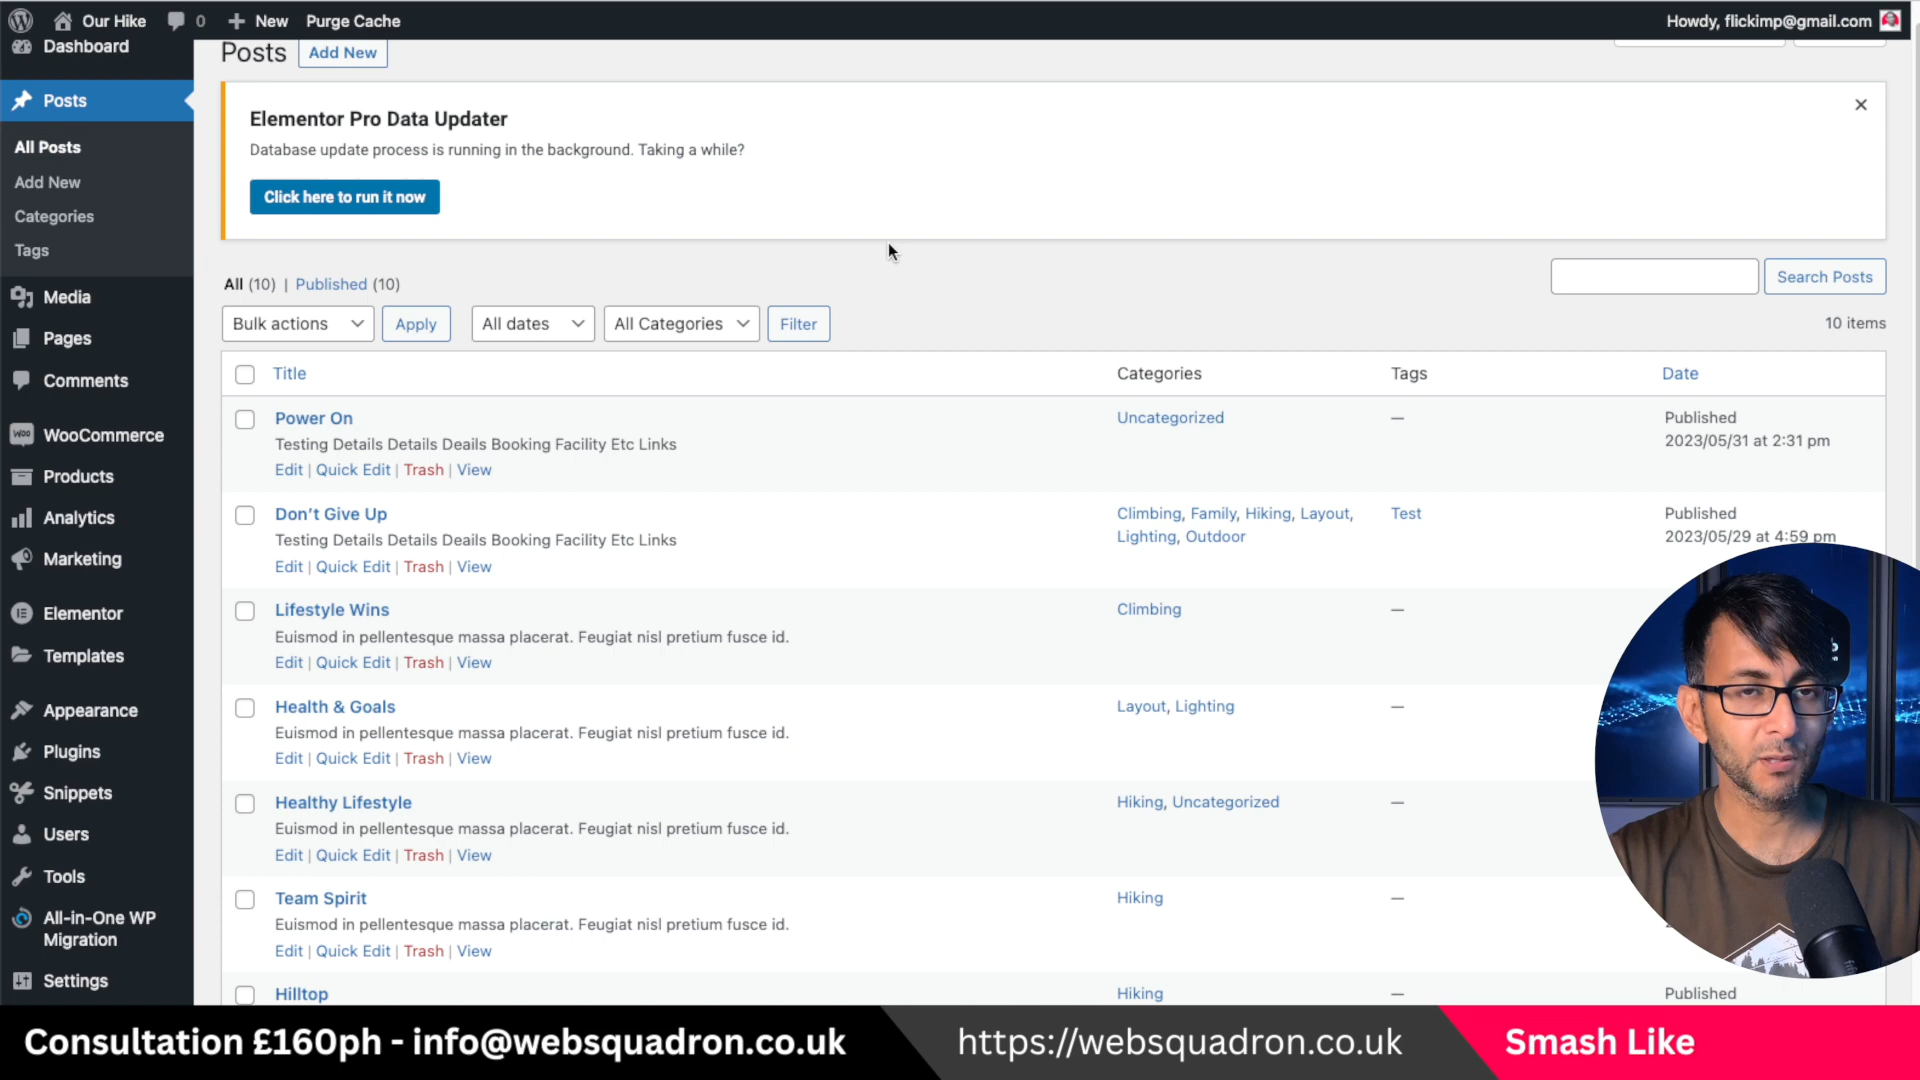 Our Hike 0 New Purge Cache Howdy, flickimp@gmail.com
Dashboard
Posts
All Posts
Add New
Categories
Tags
Media
Pages
Comments
WooCommerce
Products
Analytics
Marketing
Elementor
Templates
Appearance
Plugins
Snippets
Users
Tools
All-in-One WP
Migration
Settings
Posts Add New
Elementor Pro Data Updater
Database update process is running in the background. Taking a while?
Click here to run it now
All (10) | Published (10)
Search Posts
Bulk actions Apply All dates All Categories Filter
10 items
Title Categories Tags Date
Power On Uncategorized — Published
Testing Details Details Deails Booking Facility Etc Links 2023/05/31 at 2:31 pm
Edit | Quick Edit | Trash | View
Don’t Give Up Climbing, Family, Hiking, Layout, Test Published
Testing Details Details Deails Booking Facility Etc Links Lighting, Outdoor 2023/05/29 at 4:59 pm
Edit | Quick Edit | Trash | View
Lifestyle Wins Climbing —
Euismod in pellentesque massa placerat. Feugiat nisl pretium fusce id.
Edit | Quick Edit | Trash | View
Health & Goals Layout, Lighting —
Euismod in pellentesque massa placerat. Feugiat nisl pretium fusce id.
Edit | Quick Edit | Trash | View
Healthy Lifestyle Hiking, Uncategorized —
Euismod in pellentesque massa placerat. Feugiat nisl pretium fusce id.
Edit | Quick Edit | Trash | View
Team Spirit Hiking —
Euismod in pellentesque massa placerat. Feugiat nisl pretium fusce id.
Edit | Quick Edit | Trash | View
Hilltop Hiking — Published
Consultation £160ph - info@websquadron.co.uk https://websquadron.co.uk Smash Like